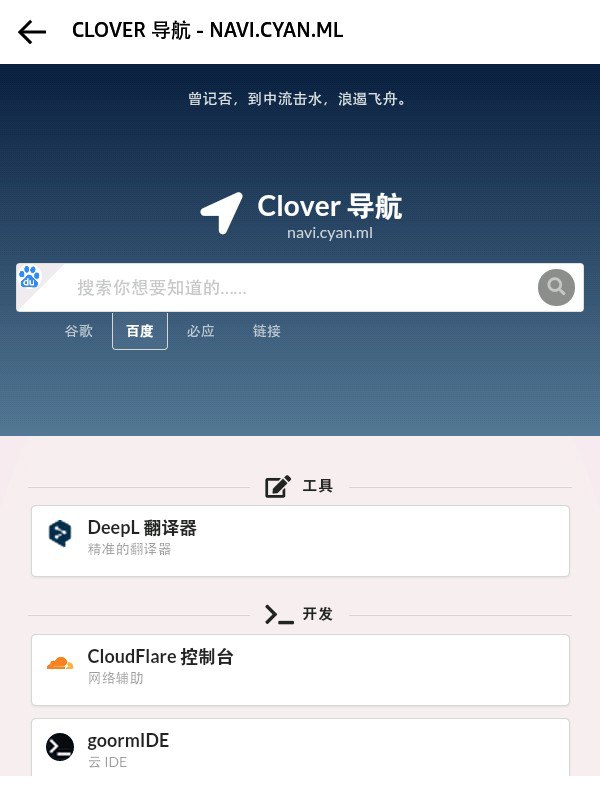 CLOVER 导航 - NAVI.CYAN.ML
曾记否，到中流击水，浪遏飞舟。
Clover 导航
navi.cyan.ml
du
搜索你想要知道的......
谷歌 百度 必应 链接
工具
DeepL 翻译器
精准的翻译器
开发
CloudFlare 控制台
网络辅助
goormIDE
云 IDE